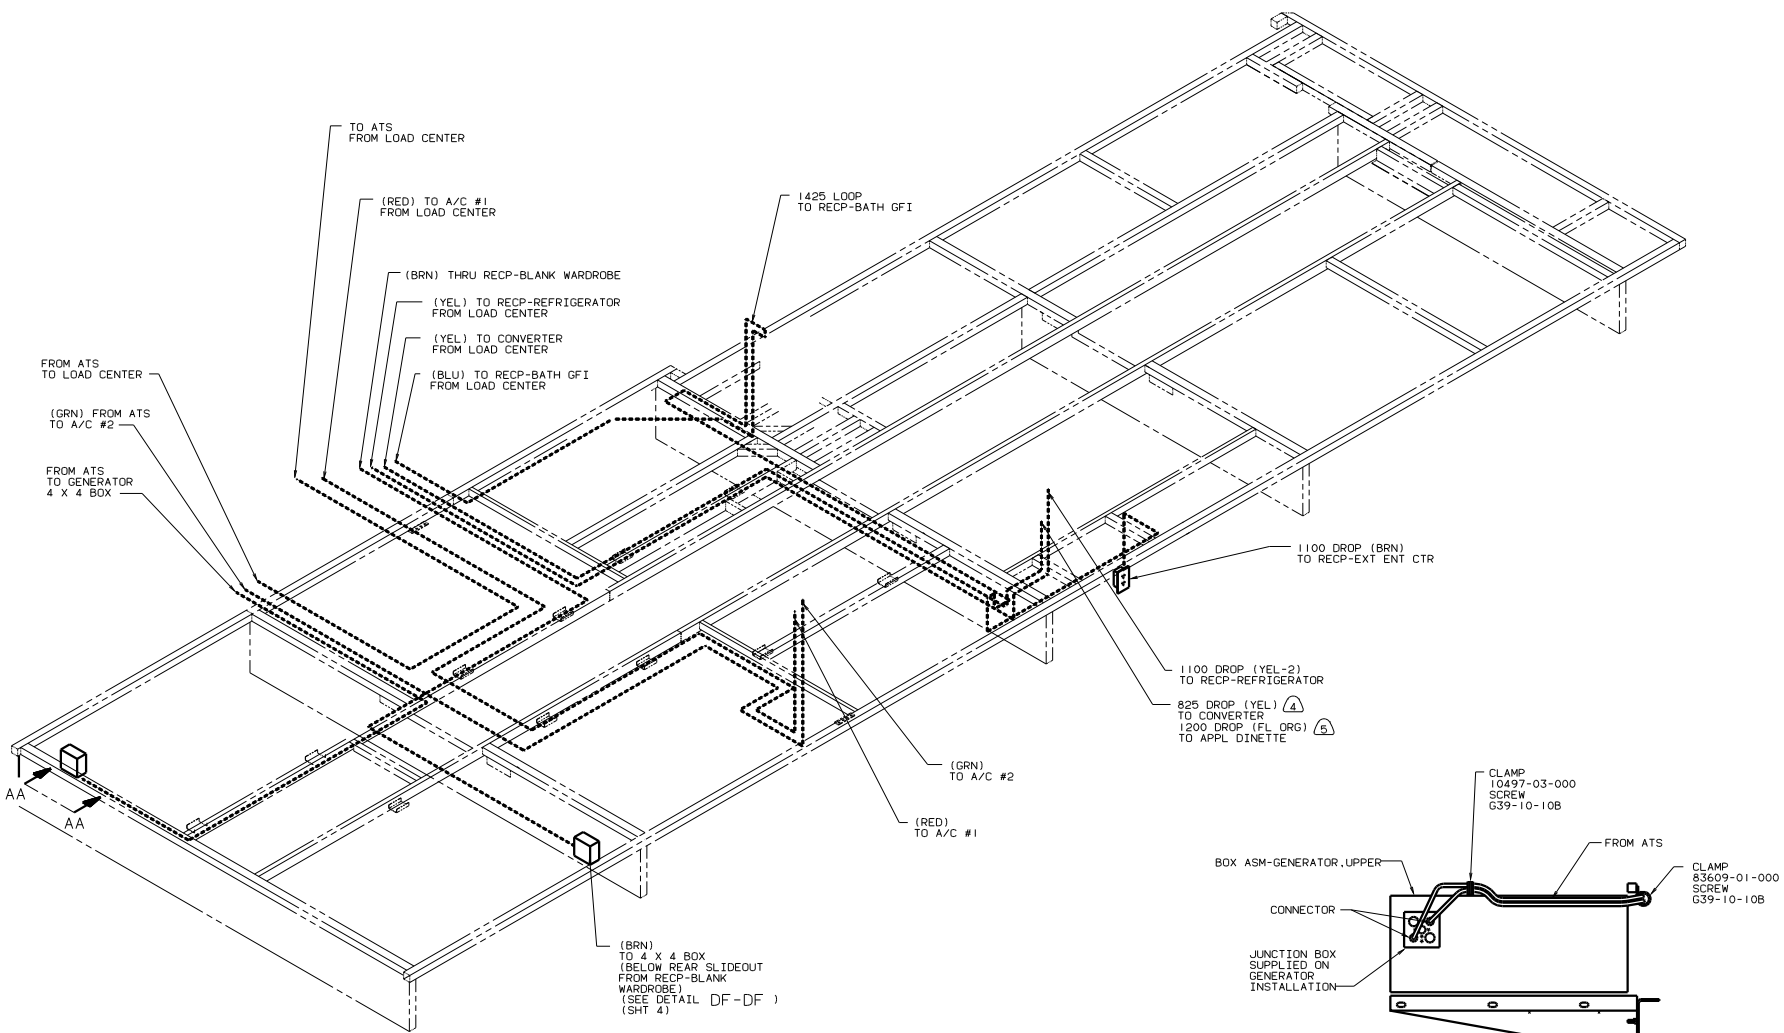 TO ATS
FROM LOAD CENTER
(RED) TO A/C #1
FROM LOAD CENTER
1425 LOOP
TO RECP-BATH GFI
(BRN) THRU RECP-BLANK WARDROBE
(YEL) TO RECP-REFRIGERATOR
FROM LOAD CENTER
(YEL) TO CONVERTER
FROM LOAD CENTER
(BLU) TO RECP-BATH GFI
FROM LOAD CENTER
FROM ATS
TO LOAD CENTER
(GRN) FROM ATS
TO A/C #2
FROM ATS
TO GENERATOR
4 X 4 BOX
1100 DROP (BRN)
TO RECP-EXT ENT CTR
1100 DROP (YEL-2)
TO RECP-REFRIGERATOR
825 DROP (YEL) 4
TO CONVERTER
1200 DROP (FL ORG) 5
TO APPL DINETTE
(GRN)
TO A/C #2
(RED)
TO A/C #1
AA
AA
(BRN)
TO 4 X 4 BOX
(BELOW REAR SLIDEOUT
FROM RECP-BLANK
WARDROBE)
(SEE DETAIL DF-DF )
(SHT 4)
CLAMP
10497-03-000
SCREW
G39-10-10B
FROM ATS
BOX ASM-GENERATOR,UPPER
CLAMP
83609-01-000
SCREW
G39-10-10B
CONNECTOR
JUNCTION BOX
SUPPLIED ON
GENERATOR
INSTALLATION